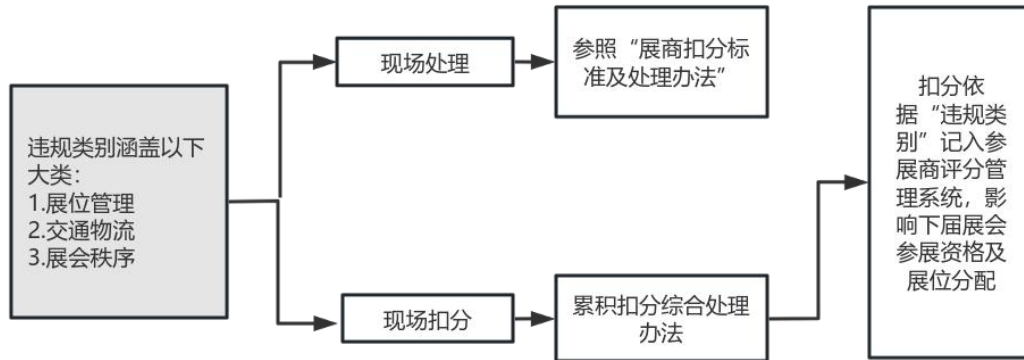 违规类别涵盖以下
大类：
1.展位管理
2.交通物流
3.展会秩序
现场处理
参照“展商扣分标
准及处理办法”
现场扣分
累积扣分综合处理
办法
扣分依
据“违规类
别”记入参
展商评分管
理系统，影
响下届展会
参展资格及
展位分配